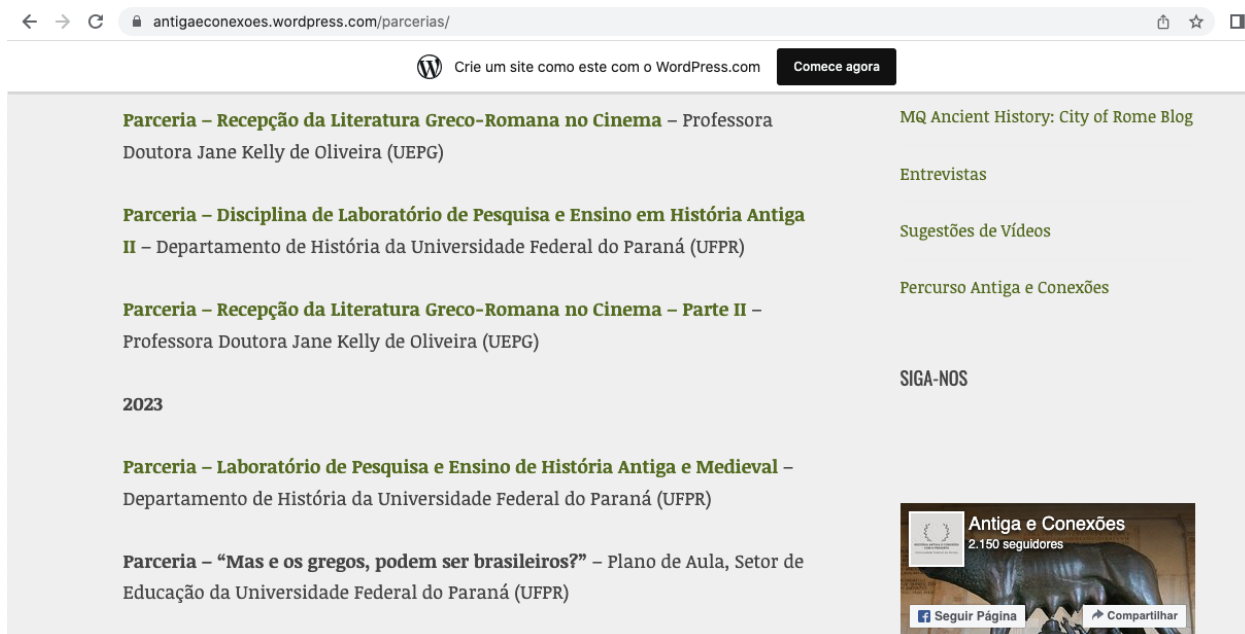 antigaeconexoes.wordpress.com/parcerias/
Crie um site como este com o WordPress.com
Comece agora
Parceria – Recepção da Literatura Greco-Romana no Cinema – Professora
Doutora Jane Kelly de Oliveira (UEPG)
Parceria – Disciplina de Laboratório de Pesquisa e Ensino em História Antiga
II – Departamento de História da Universidade Federal do Paraná (UFPR)
Parceria – Recepção da Literatura Greco-Romana no Cinema – Parte II –
Professora Doutora Jane Kelly de Oliveira (UEPG)
2023
Parceria – Laboratório de Pesquisa e Ensino de História Antiga e Medieval –
Departamento de História da Universidade Federal do Paraná (UFPR)
Parceria – “Mas e os gregos, podem ser brasileiros?” – Plano de Aula, Setor de
Educação da Universidade Federal do Paraná (UFPR)
MQ Ancient History: City of Rome Blog
Entrevistas
Sugestões de Vídeos
Percurso Antiga e Conexões
SIGA-NOS
Antiga e Conexões
2.150 seguidores
Seguir Página
Compartilhar